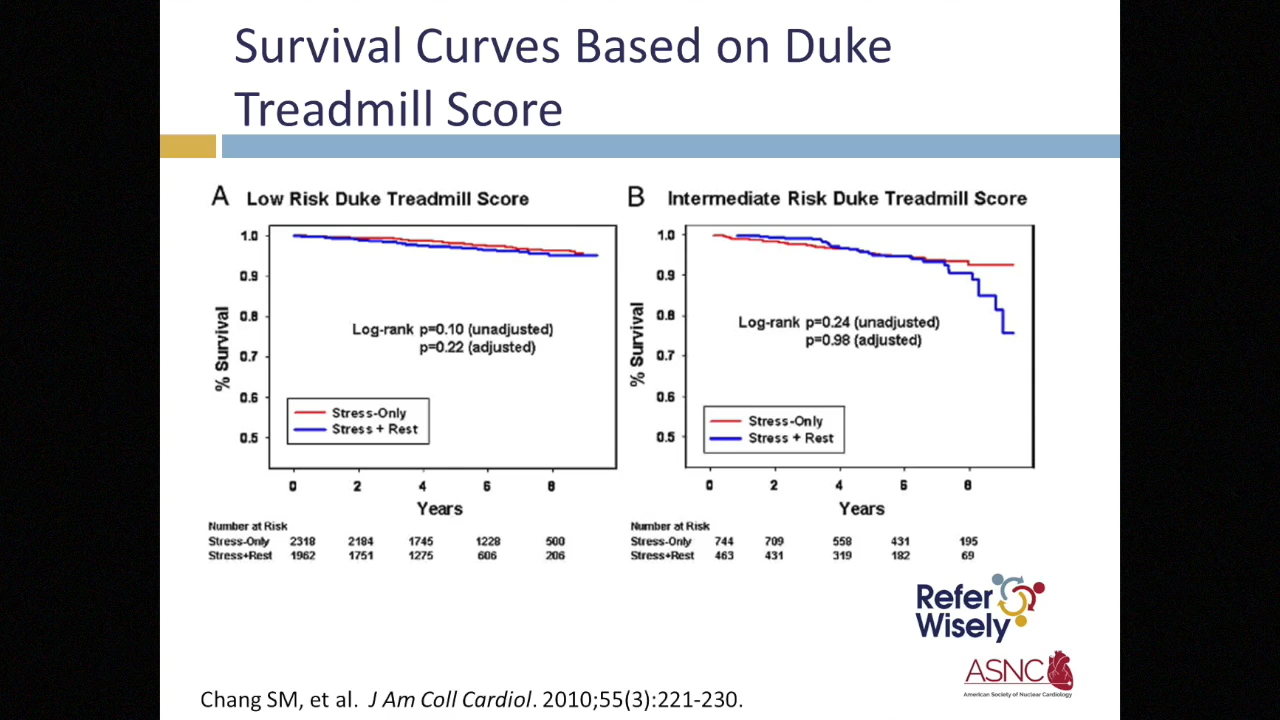 Survival Curves Based on Duke
Treadmill Score
A Low Risk Duke Treadmill Score
1.0
0.9
0.8
0.7
0.6
0.5
% Survival
Log-rank p=0.10 (unadjusted)
p=0.22 (adjusted)
Stress-Only
Stress + Rest
0 2 4 6 8
Years
Number at Risk
Stress-Only 2318 2184 1745 1228 500
Stress+Rest 1962 1751 1275 606 206
B Intermediate Risk Duke Treadmill Score
1.0
0.9
0.8
0.7
0.6
0.5
% Survival
Log-rank p=0.24 (unadjusted)
p=0.98 (adjusted)
Stress-Only
Stress + Rest
0 2 4 6 8
Years
Number at Risk
Stress-Only 744 709 558 431 195
Stress+Rest 463 431 319 182 69
Refer
Wisely
ASNC
American Society of Nuclear Cardiology
Chang SM, et al. J Am Coll Cardiol. 2010;55(3):221-230.